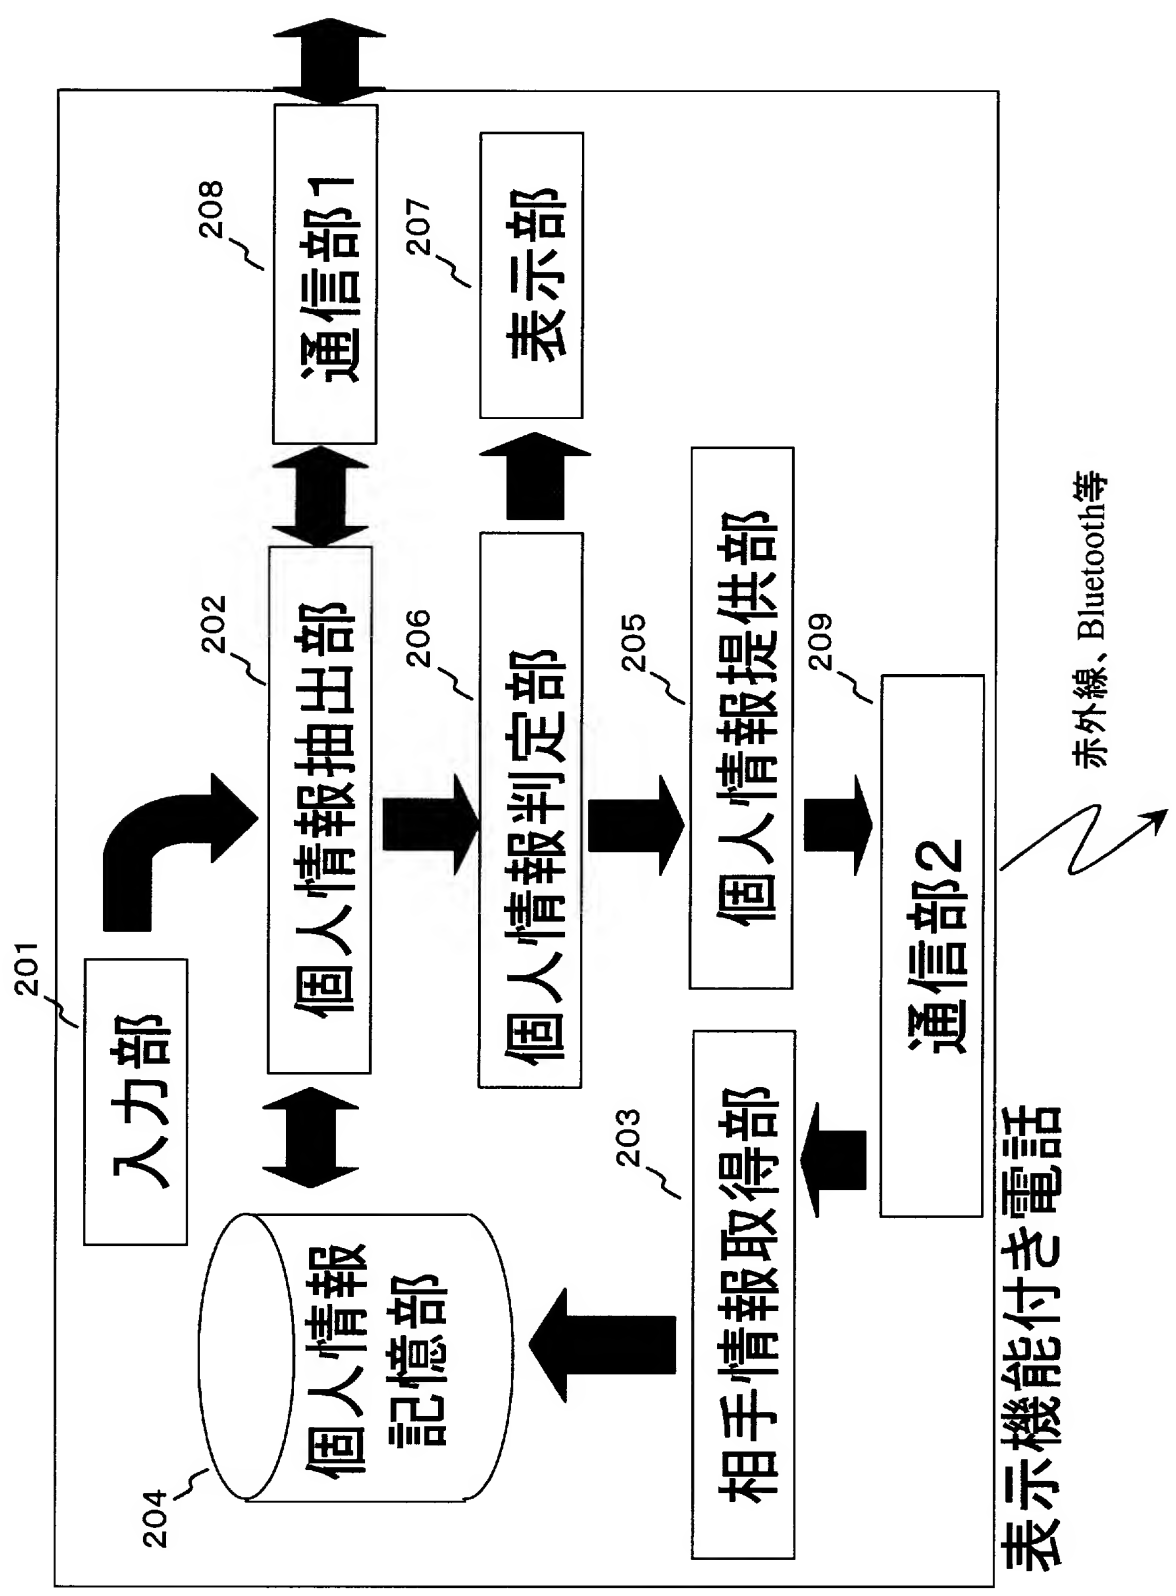 201
入力部
204
個人情報
記憶部
202
個人情報抽出部
208
通信部1
206
個人情報判定部
207
表示部
203
相手情報取得部
205
個人情報提供部
209
通信部2
赤外線、Bluetooth等
表示機能付き電話